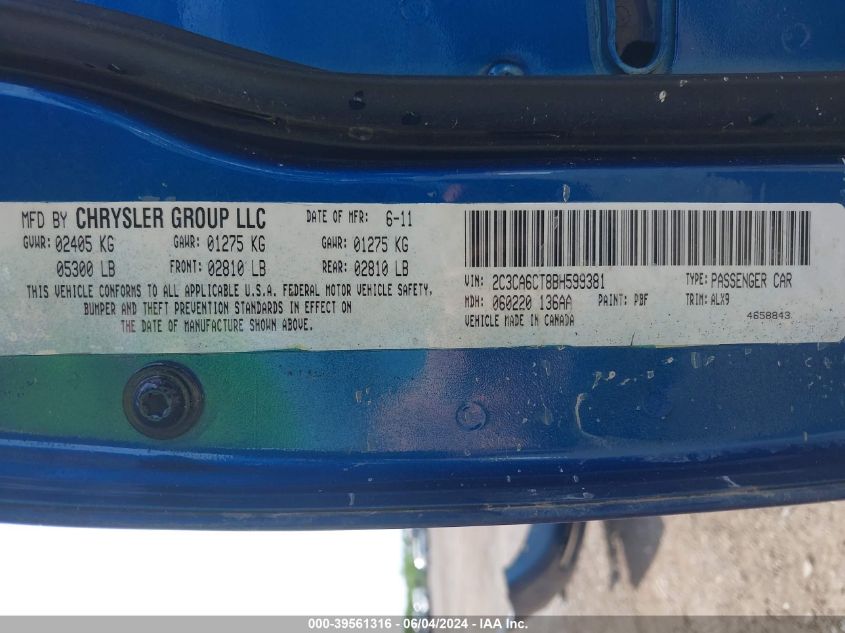 MFD BY CHRYSLER GROUP LLC DATE OF MFR: 6-11
GVWR: 02405 KG GAWR: 01275 KG GAWR: 01275 KG
05300 LB FRONT: 02810 LB REAR: 02810 LB
THIS VEHICLE CONFORMS TO ALL APPLICABLE U.S.A. FEDERAL MOTOR VEHICLE SAFETY,
BUMPER AND THEFT PREVENTION STANDARDS IN EFFECT ON
THE DATE OF MANUFACTURE SHOWN ABOVE.
VIN: 2C3CA6CT8BH599381 TYPE: PASSENGER CAR
MDH: 060220 136AA PAINT: PBF TRIM: ALX9
VEHICLE MADE IN CANADA 4658843
000-39561316 - 06/04/2024 - IAA Inc.